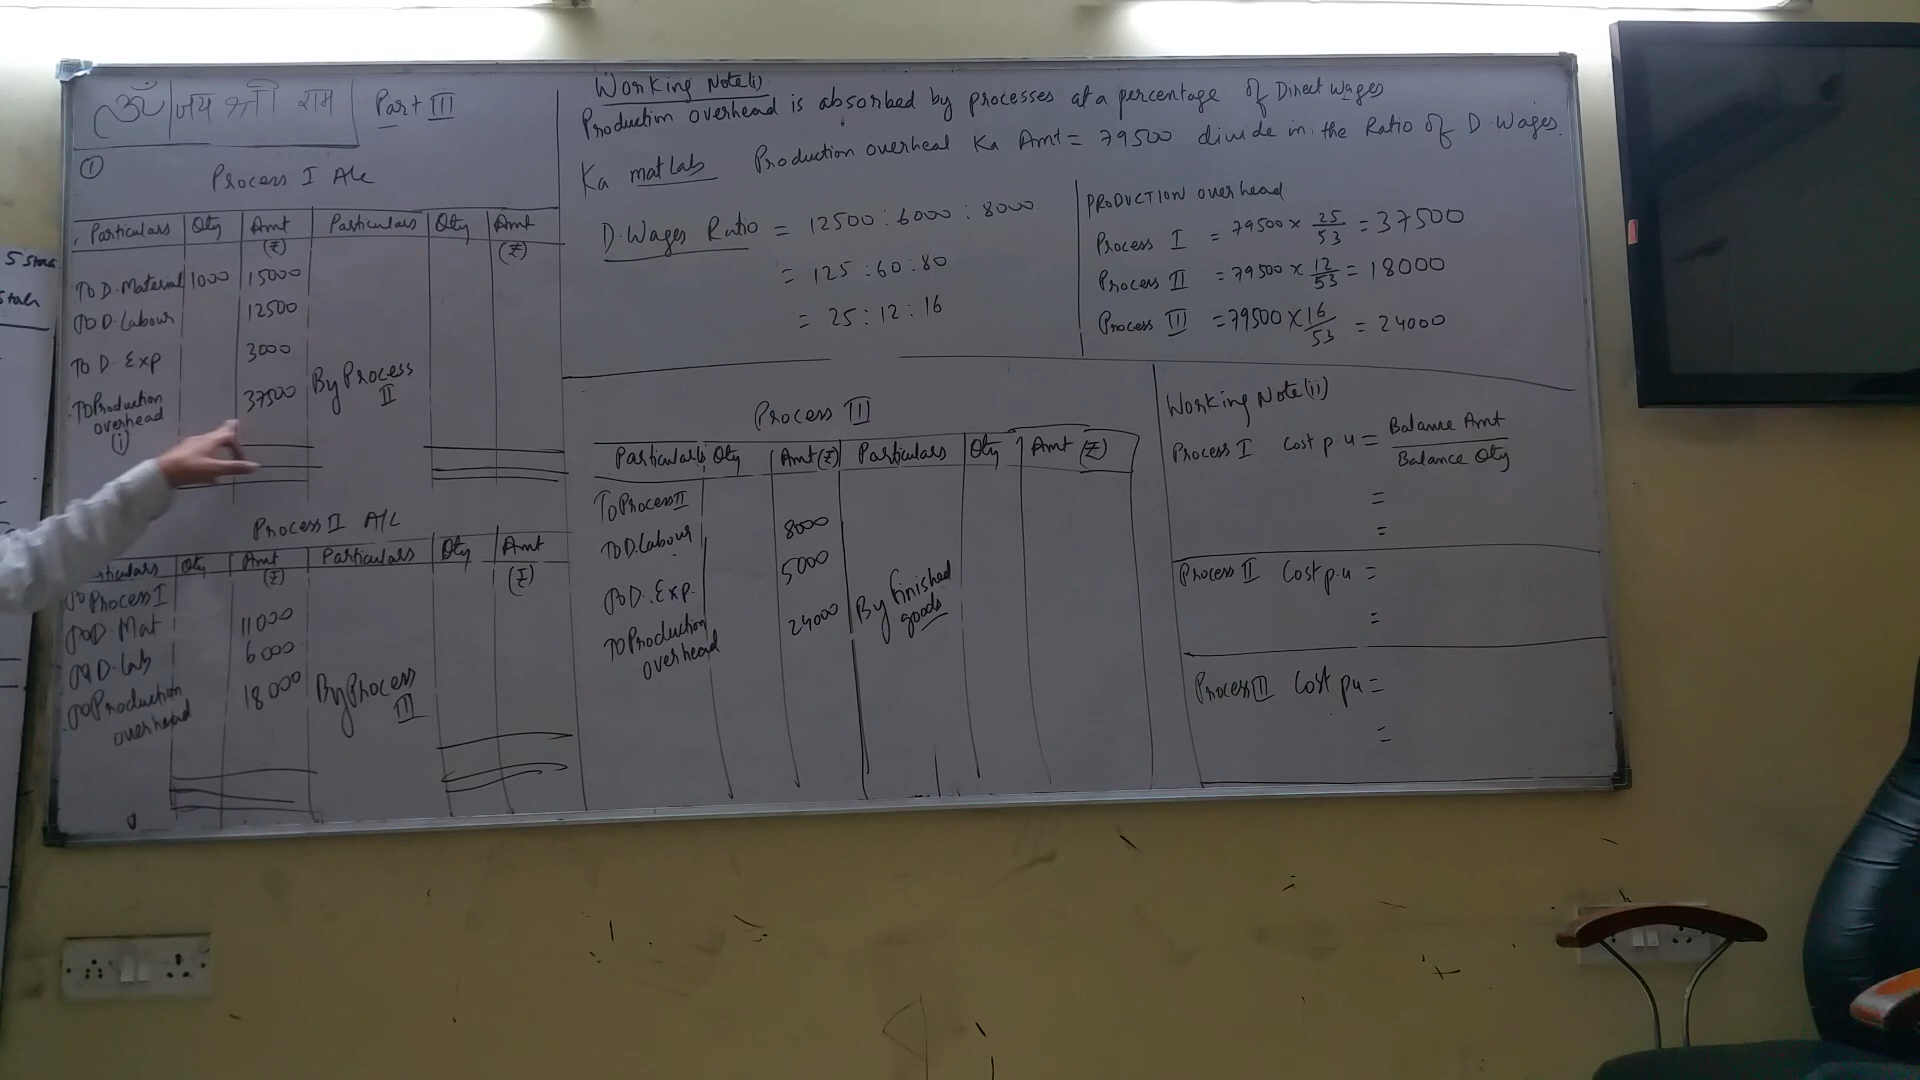 ॐ जय श्री राम Part III
①
Process I A/c
Particulars Qty Amt (₹) Particulars Qty Amt (₹)
To D. Material 1000 15000
To D. Labour 12500
To D. Exp 3000
To Production overhead (i) 37500 By Process II
Process II A/c
Particulars Qty Amt (₹) Particulars Qty Amt (₹)
To Process I
To D. Mat 11000
To D. Lab 6000
To Production overhead 18000 By Process III
Working Note(i)
Production overhead is absorbed by processes at a percentage of Direct Wages
Ka matlab Production overheal Ka Amt = 79500 divide in the Ratio of D. Wages.
D. Wages Ratio = 12500 : 6000 : 8000
= 125 : 60 : 80
= 25 : 12 : 16
PRODUCTION overhead
Process I = 79500 × 25/53 = 37500
Process II = 79500 × 12/53 = 18000
Process III = 79500 × 16/53 = 24000
Process III
Particulars Qty Amt (₹) Particulars Qty Amt (₹)
To Process II
To D. Labour 8000
To D. Exp. 5000
To Production overhead 24000 By finished goods
Working Note(ii)
Process I Cost p.u = Balance Amt / Balance Qty
=
=
Process II Cost p.u =
=
Process III Cost pu =
=